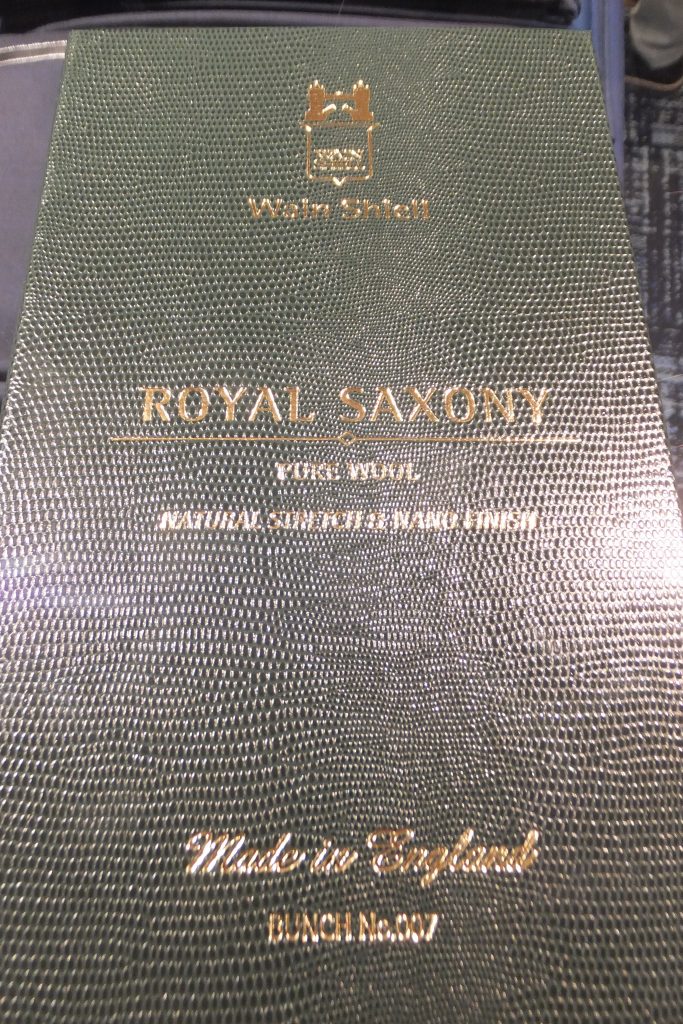 Wain Shiell
ROYAL SAXONY
PURE WOOL
NATURAL STRETCH & NANO FINISH
Made in England
BUNCH No.007